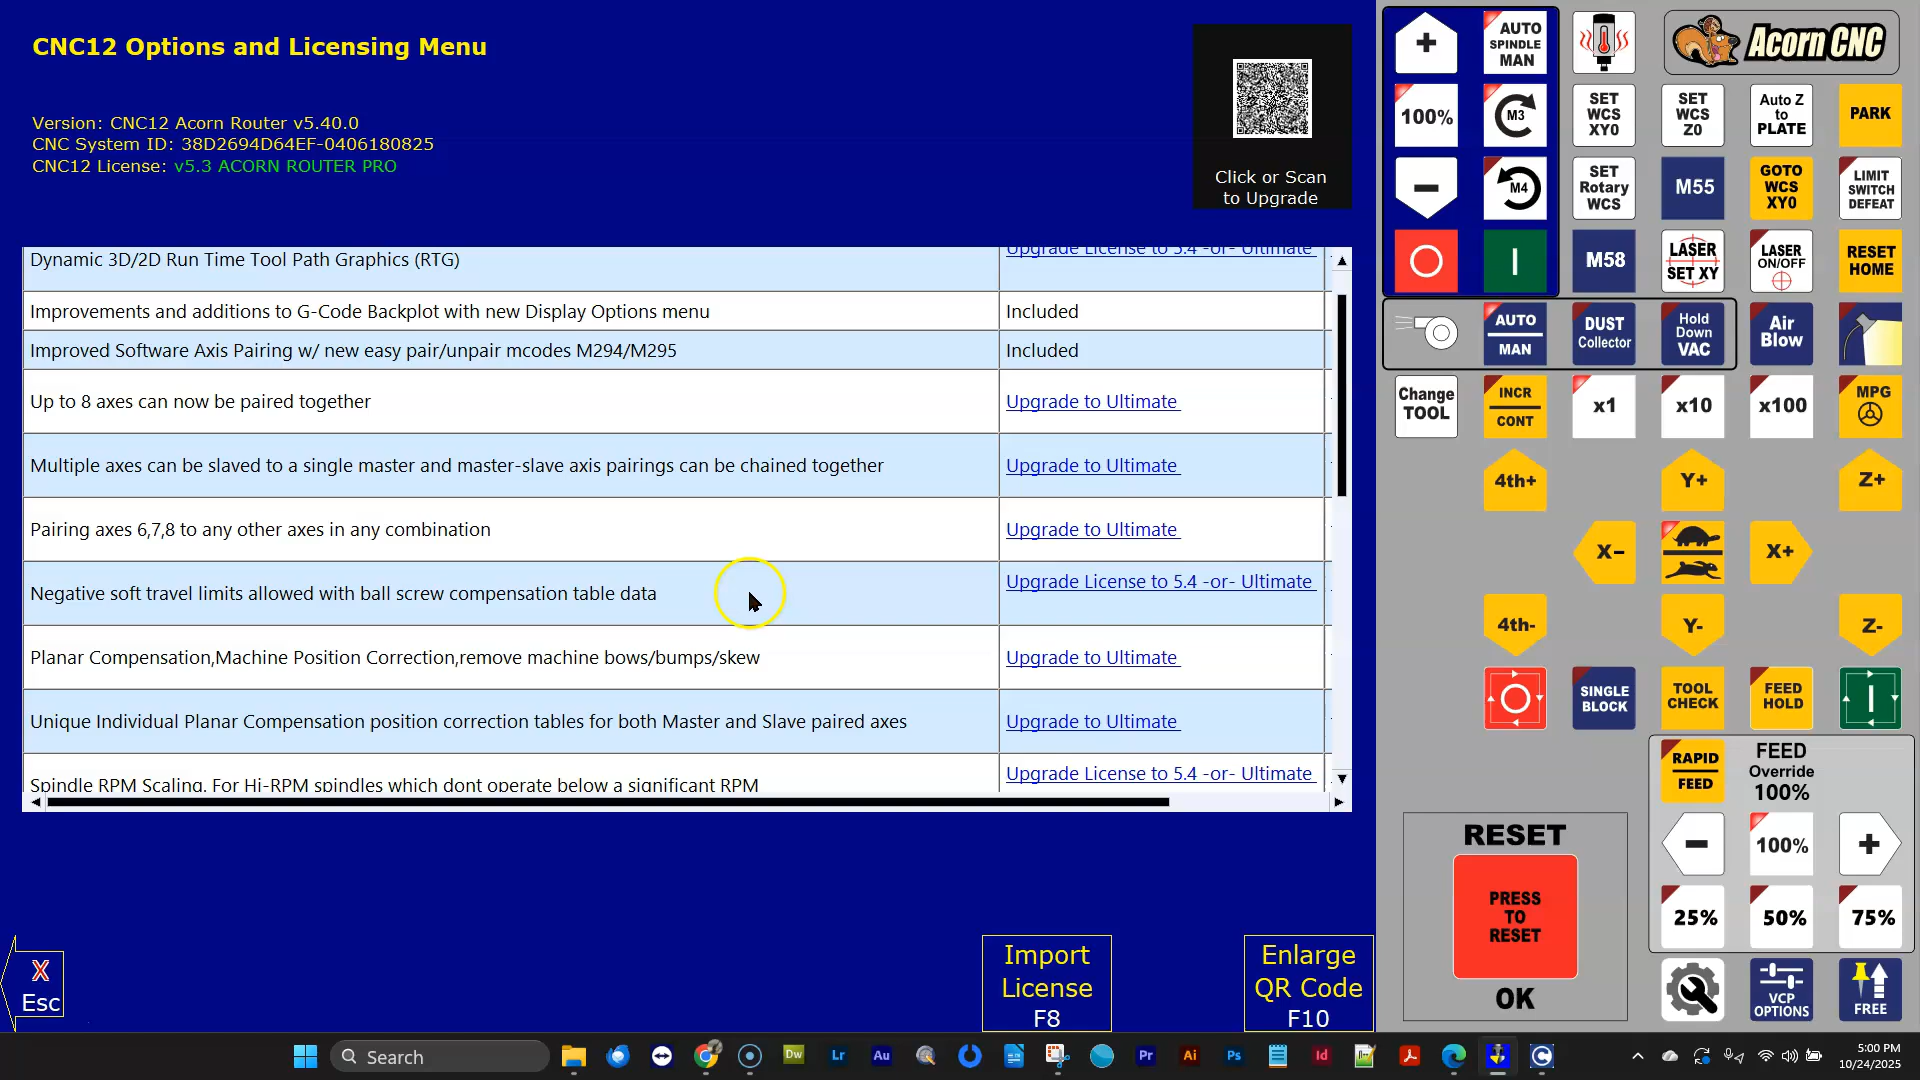 CNC12 Options and Licensing Menu
Version: CNC12 Acorn Router v5.40.0
CNC System ID: 38D2694D64EF-0406180825
CNC12 License: v5.3 ACORN ROUTER PRO
Click or Scan
to Upgrade
Dynamic 3D/2D Run Time Tool Path Graphics (RTG)
Upgrade License to 5.4 -or- Ultimate
Improvements and additions to G-Code Backplot with new Display Options menu
Included
Improved Software Axis Pairing w/ new easy pair/unpair mcodes M294/M295
Included
Up to 8 axes can now be paired together
Upgrade to Ultimate
Multiple axes can be slaved to a single master and master-slave axis pairings can be chained together
Upgrade to Ultimate
Pairing axes 6,7,8 to any other axes in any combination
Upgrade to Ultimate
Negative soft travel limits allowed with ball screw compensation table data
Upgrade License to 5.4 -or- Ultimate
Planar Compensation,Machine Position Correction,remove machine bows/bumps/skew
Upgrade to Ultimate
Unique Individual Planar Compensation position correction tables for both Master and Slave paired axes
Upgrade to Ultimate
Spindle RPM Scaling. For Hi-RPM spindles which dont operate below a significant RPM
Upgrade License to 5.4 -or- Ultimate
X
Esc
Import
License
F8
Enlarge
QR Code
F10
+
AUTO
SPINDLE
MAN
Acorn CNC
100%
M3
SET
WCS
XY0
SET
WCS
Z0
Auto Z
to
PLATE
PARK
−
M4
SET
Rotary
WCS
M55
GOTO
WCS
XY0
LIMIT
SWITCH
DEFEAT
M58
LASER
SET XY
LASER
ON/OFF
RESET
HOME
AUTO
MAN
DUST
Collector
Hold
Down
VAC
Air
Blow
Change
TOOL
INCR
CONT
x1
x10
x100
MPG
4th+
Y+
Z+
X−
X+
4th-
Y-
Z-
SINGLE
BLOCK
TOOL
CHECK
FEED
HOLD
RAPID
FEED
FEED
Override
100%
−
100%
+
25%
50%
75%
RESET
PRESS
TO
RESET
OK
VCP
OPTIONS
FREE
Search
Dw
Lr
Au
Pr
Ai
Ps
Id
5:00 PM
10/24/2025